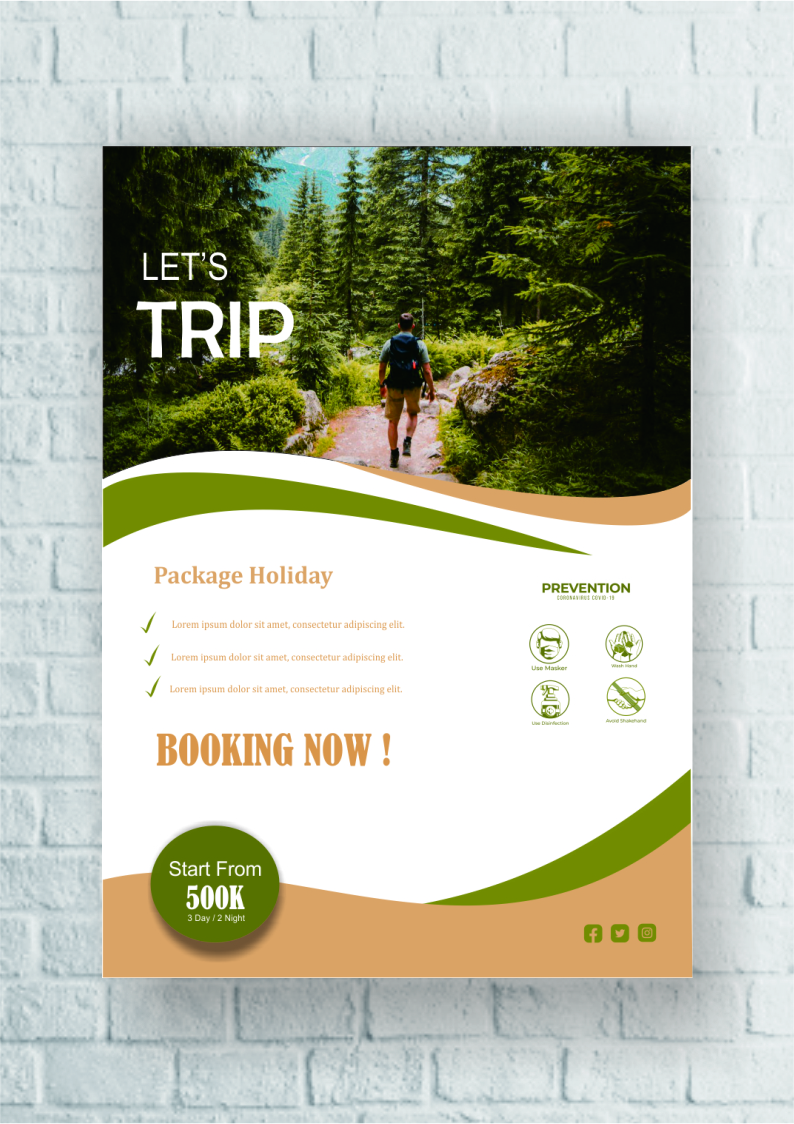 LET'S
TRIP
Package Holiday
Lorem ipsum dolor sit amet, consectetur adipiscing elit.
Lorem ipsum dolor sit amet, consectetur adipiscing elit.
Lorem ipsum dolor sit amet, consectetur adipiscing elit.
BOOKING NOW !
PREVENTION
CORONAVIRUS COVID-19
Use Masker
Wash Hand
Use Disinfection
Avoid Shakehand
Start From
500K
3 Day / 2 Night